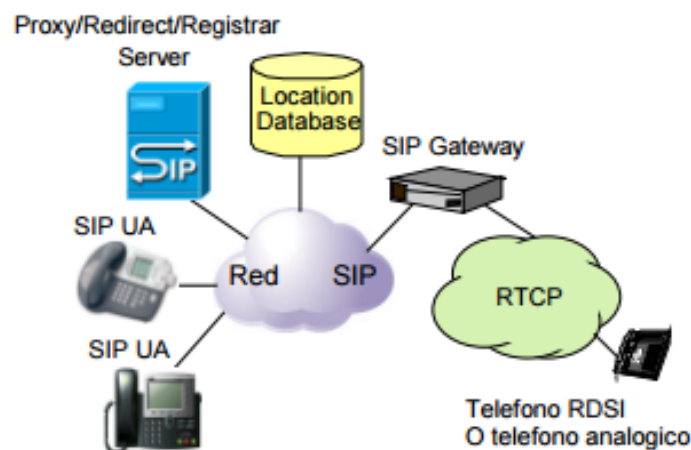 Proxy/Redirect/Registrar
Server
Location
Database
SIP Gateway
SIP
SIP UA
Red SIP
RTCP
SIP UA
Telefono RDSI
O telefono analogico